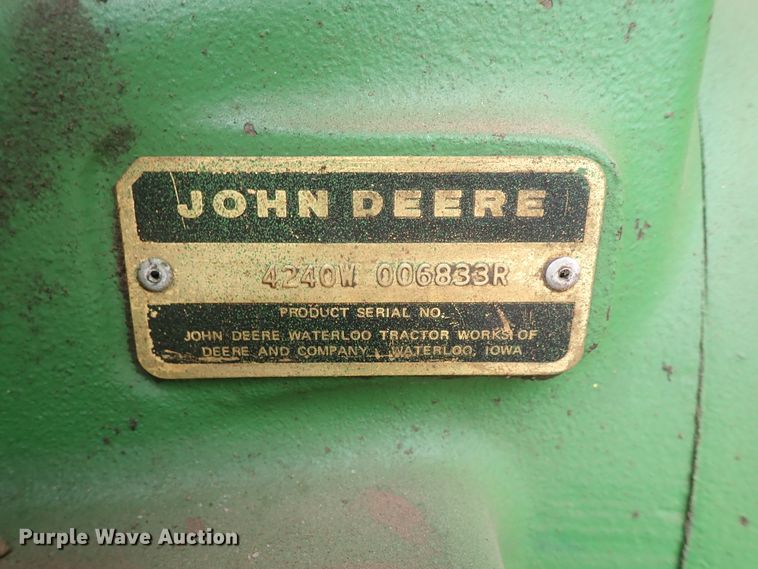 JOHN DEERE
4240W 006833R
PRODUCT SERIAL NO.
JOHN DEERE WATERLOO TRACTOR WORKS OF
DEERE AND COMPANY, WATERLOO, IOWA
Purple Wave Auction